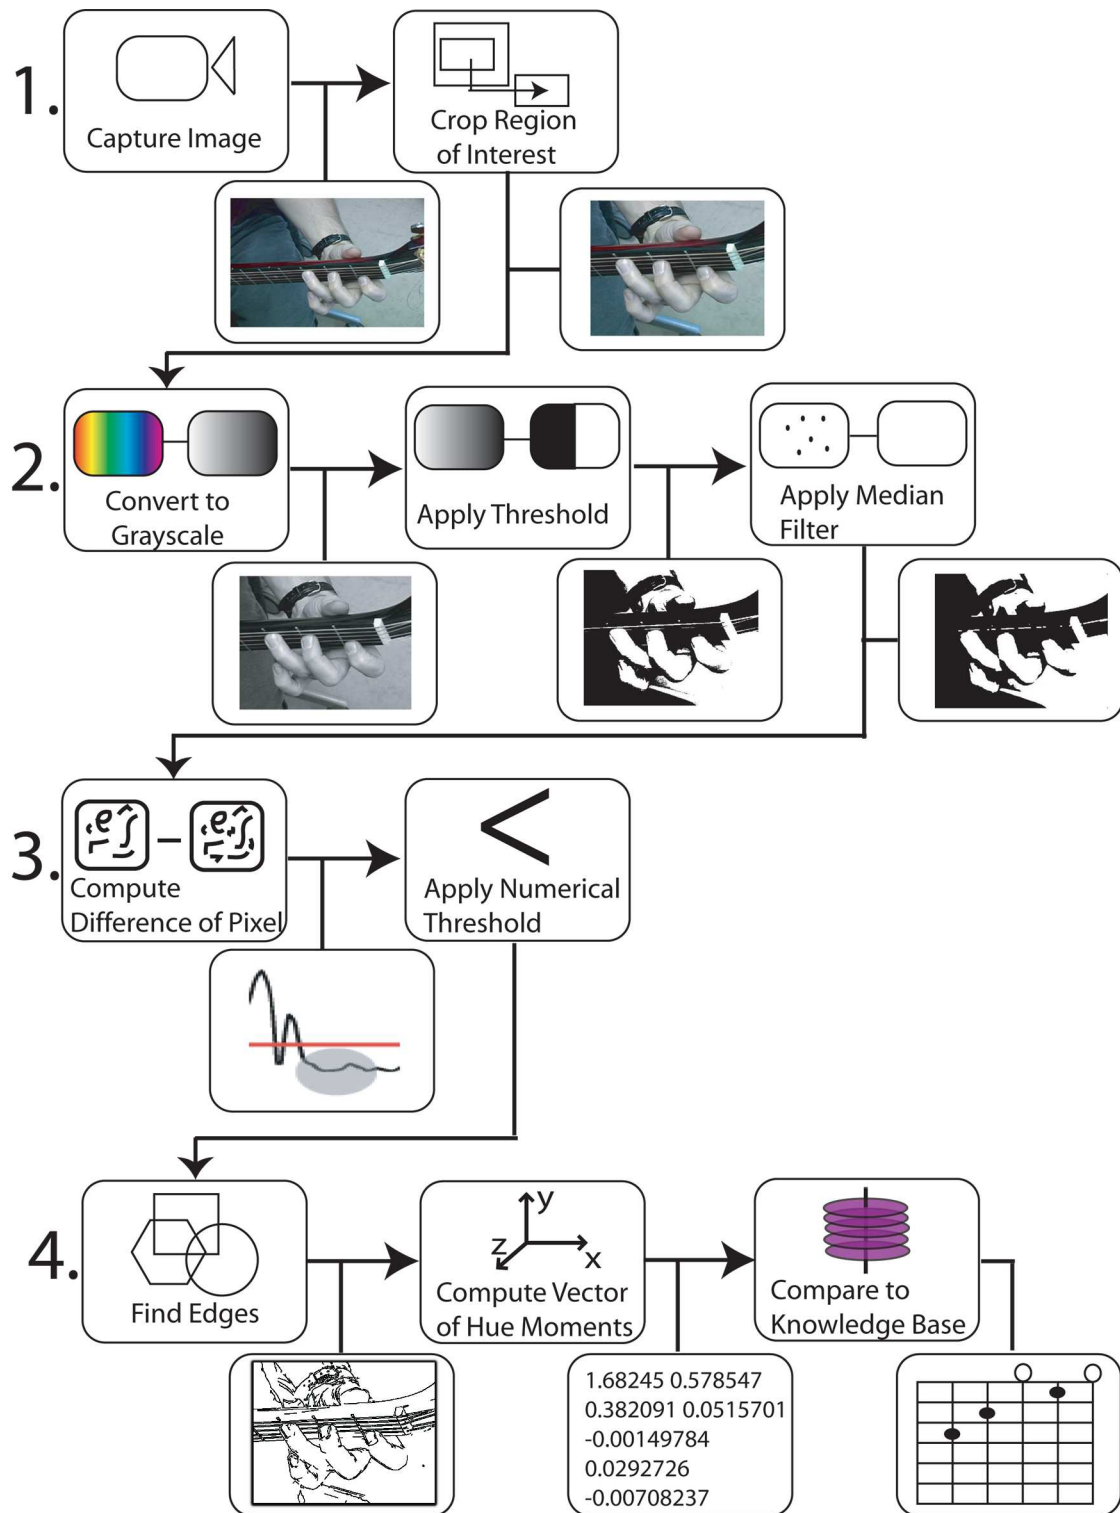 1.
Capture Image
Crop Region
of Interest
2.
Convert to
Grayscale
Apply Threshold
Apply Median
Filter
3.
Compute
Difference of Pixel
<
Apply Numerical
Threshold
4.
Find Edges
y
z
x
Compute Vector
of Hue Moments
Compare to
Knowledge Base
1.68245 0.578547
0.382091 0.0515701
-0.00149784
0.0292726
-0.00708237